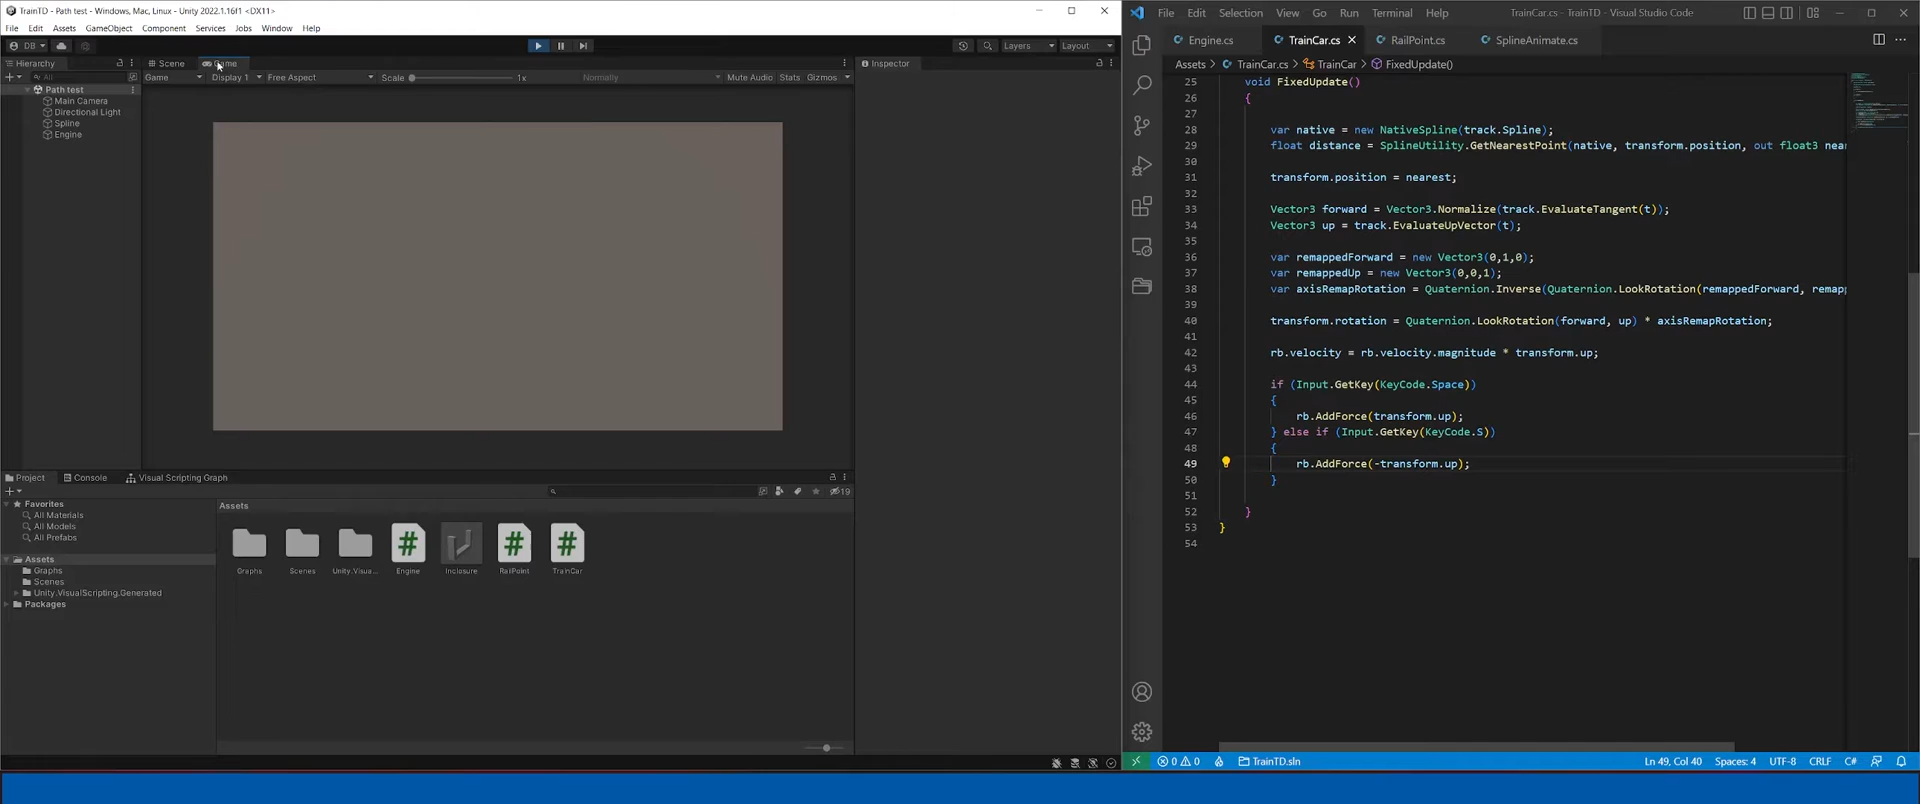 TrainTD - Path test - Windows, Mac, Linux - Unity 2022.1.16f1 <DX11>
File Edit Assets GameObject Component Services Jobs Window Help
DB
Layers Layout
Hierarchy
All
Path test
Main Camera
Directional Light
Spline
Engine
Scene Game
Game Display 1 Free Aspect Scale 1x Normally Mute Audio Stats Gizmos
Inspector
Project Console Visual Scripting Graph
19
Favorites
All Materials
All Models
All Prefabs
Assets
Graphs
Scenes
Unity.VisualScripting.Generated
Packages
Assets
Graphs Scenes Unity.Visua... Engine Inclosure RailPoint TrainCar
File Edit Selection View Go Run Terminal Help TrainCar.cs - TrainTD - Visual Studio Code
Engine.cs TrainCar.cs RailPoint.cs SplineAnimate.cs
Assets > TrainCar.cs > TrainCar > FixedUpdate()
25 void FixedUpdate()
26 {
27
28 var native = new NativeSpline(track.Spline);
29 float distance = SplineUtility.GetNearestPoint(native, transform.position, out float3 near
30
31 transform.position = nearest;
32
33 Vector3 forward = Vector3.Normalize(track.EvaluateTangent(t));
34 Vector3 up = track.EvaluateUpVector(t);
35
36 var remappedForward = new Vector3(0,1,0);
37 var remappedUp = new Vector3(0,0,1);
38 var axisRemapRotation = Quaternion.Inverse(Quaternion.LookRotation(remappedForward, remapp
39
40 transform.rotation = Quaternion.LookRotation(forward, up) * axisRemapRotation;
41
42 rb.velocity = rb.velocity.magnitude * transform.up;
43
44 if (Input.GetKey(KeyCode.Space))
45 {
46 rb.AddForce(transform.up);
47 } else if (Input.GetKey(KeyCode.S))
48 {
49 rb.AddForce(-transform.up);
50 }
51
52 }
53 }
54
0 0 TrainTD.sln Ln 49, Col 40 Spaces: 4 UTF-8 CRLF C#